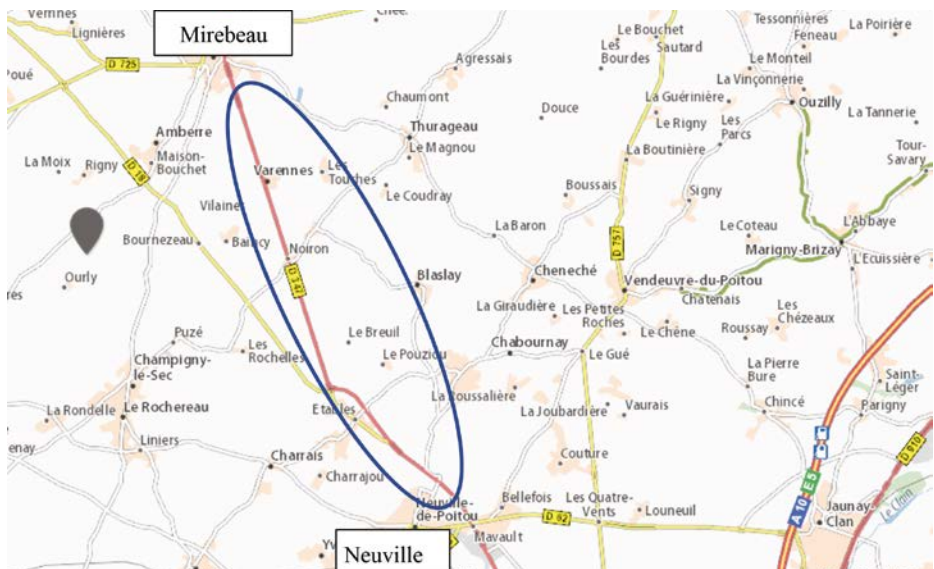 Mirebeau
Vernnes
Lignières
Poué
D 725
Agressais
Chaumont
Le Bouchet
Sautard
Les
Bourdes
Tessonnières
Feneau
La Poirière
Le Monteil
La Vinçonnerie
Ouzilly
La Tannerie
La Guérinière
Le Rigny
Les
Parcs
Douce
Amberre
Maison-
Bouchet
La Moix
Rigny
D 18
Thurageau
Le Magnou
La Boutinière
Tour-
Savary
Varennes
Les
Touches
Le Coudray
Boussais
Signy
Vilaine
Bournezeau
Baincy
Noiron
La Baron
D 757
Le Coteau
L'Abbaye
Marigny-Brizay
L'Ecuissière
Ourly
D 347
Blaslay
Cheneché
Vendeuvre-du-Poitou
Chatenais
La Giraudière
Les Petites
Roches
Le Chêne
Les
Chézeaux
Roussay
Puzé
Les
Rochelles
Le Breuil
Le Pouziou
Chabournay
Le Gué
Champigny-
le-Sec
La Pierre
Bure
Saint-
Léger
La Rondelle
Le Rochereau
Etables
La Roussalière
La Joubardière
Vaurais
Chincé
Parigny
Liniers
Charrais
Charrajou
Couture
D 910
A 10
E 5
Le Clain
Neuville-
de-Poitou
Bellefois
Les Quatre-
Vents
Louneuil
D 62
Jaunay-
Clan
Mavault
Neuville